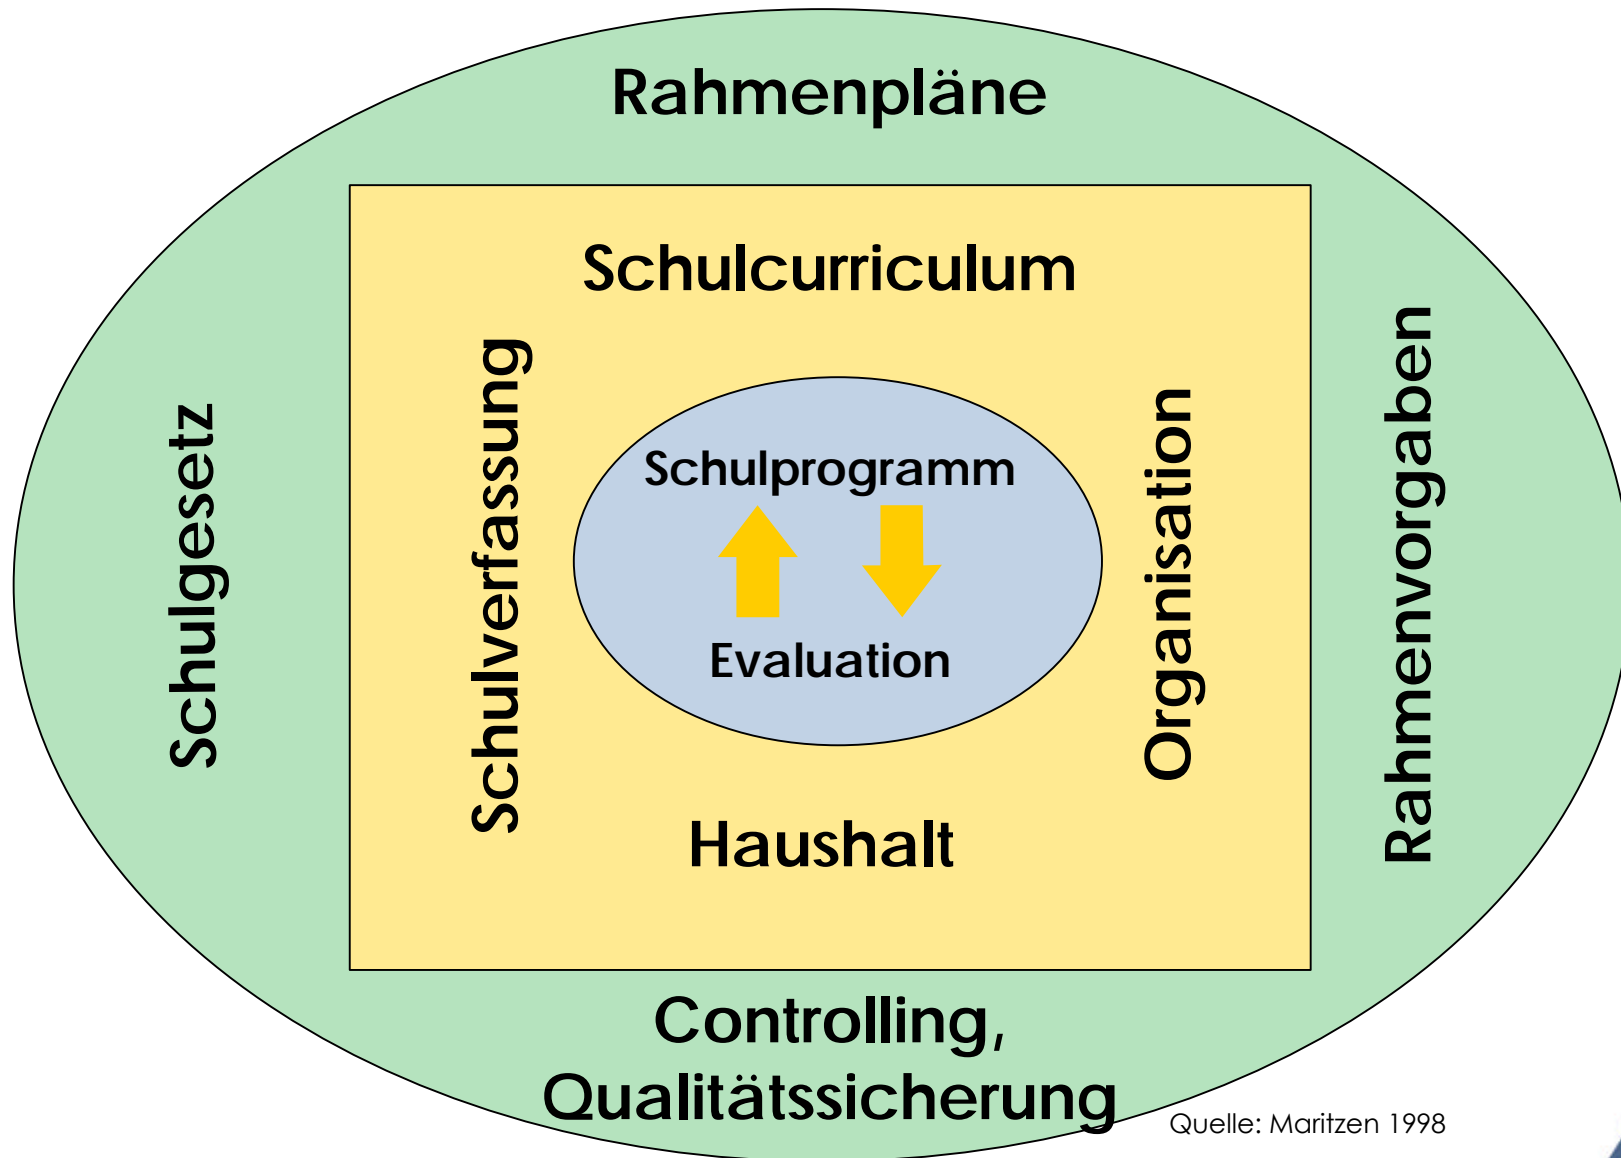 Rahmenpläne
Schulcurriculum
Schulgesetz
Schulverfassung
Schulprogramm
Evaluation
Organisation
Rahmenvorgaben
Haushalt
Controlling,
Qualitätssicherung
Quelle: Maritzen 1998